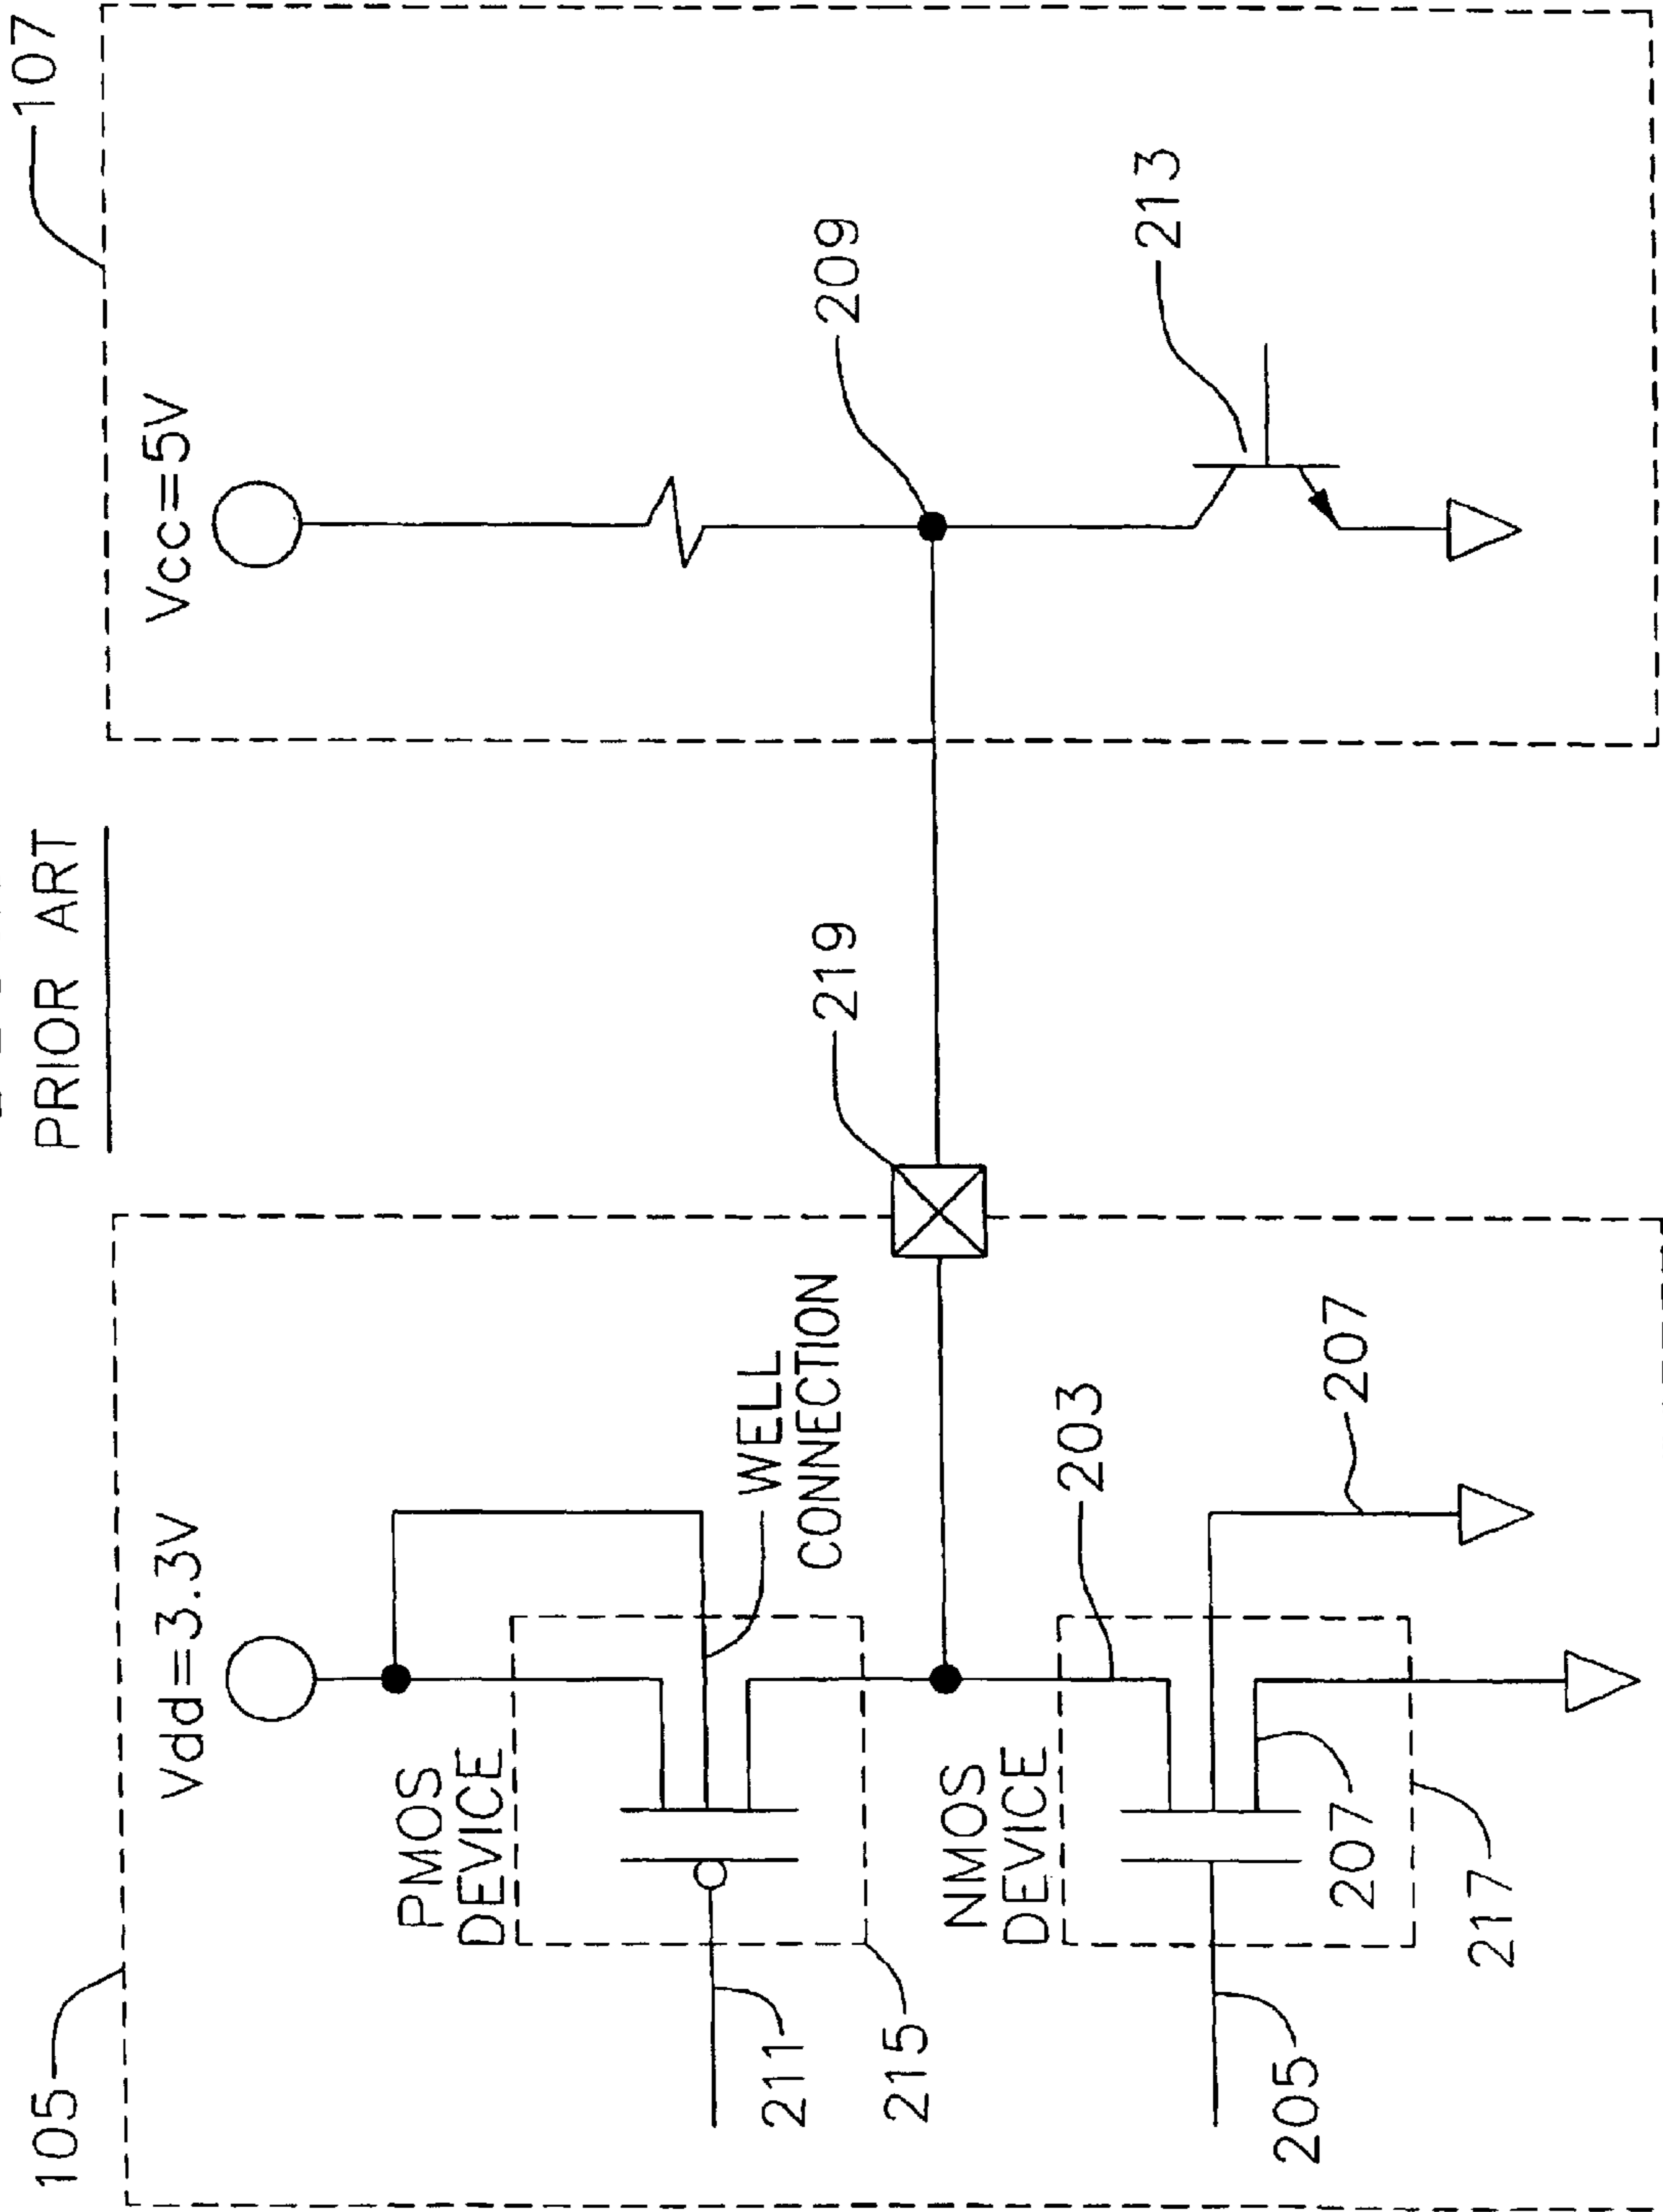 PRIOR ART
105
107
Vdd=3.3V
Vcc=5V
PMOS
DEVICE
WELL
CONNECTION
211
215
219
209
NMOS
DEVICE
203
213
205
207
207
217